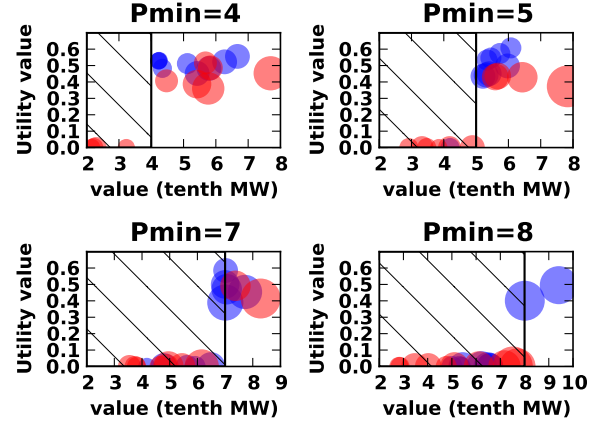 Pmin=4
Pmin=5
Utility value
0.6
0.5
0.4
0.3
0.2
0.1
0.0
2 3 4 5 6 7 8
value (tenth MW)
Utility value
0.6
0.5
0.4
0.3
0.2
0.1
0.0
2 3 4 5 6 7 8
value (tenth MW)
Pmin=7
Pmin=8
Utility value
0.6
0.5
0.4
0.3
0.2
0.1
0.0
2 3 4 5 6 7 8 9
value (tenth MW)
Utility value
0.6
0.5
0.4
0.3
0.2
0.1
0.0
2 3 4 5 6 7 8 9 10
value (tenth MW)